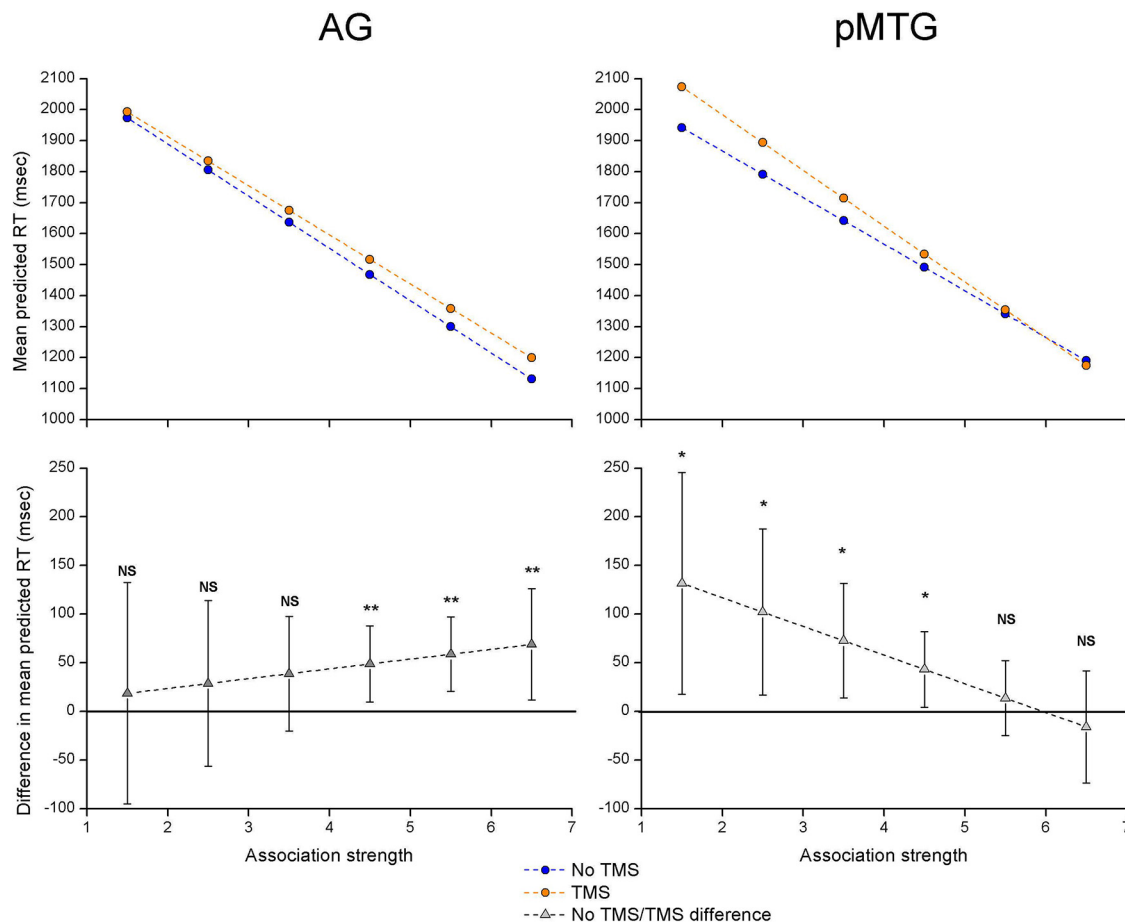 AG
pMTG
Mean predicted RT (msec)
2100
2000
1900
1800
1700
1600
1500
1400
1300
1200
1100
1000
2100
2000
1900
1800
1700
1600
1500
1400
1300
1200
1100
1000
Difference in mean predicted RT (msec)
250
200
150
100
50
0
-50
-100
NS
NS
NS
**
**
**
1 2 3 4 5 6 7
Association strength
250
200
150
100
50
0
-50
-100
*
*
*
*
NS
NS
1 2 3 4 5 6 7
Association strength
No TMS
TMS
No TMS/TMS difference